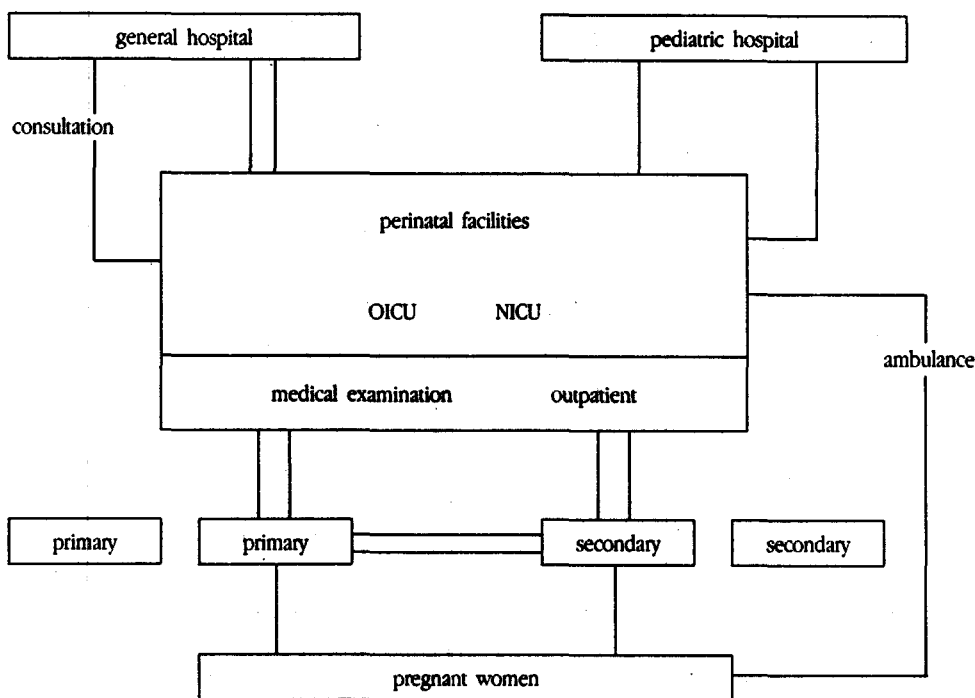 general hospital
pediatric hospital
consultation
perinatal facilities
OICU NICU
ambulance
medical examination outpatient
primary primary secondary secondary
pregnant women